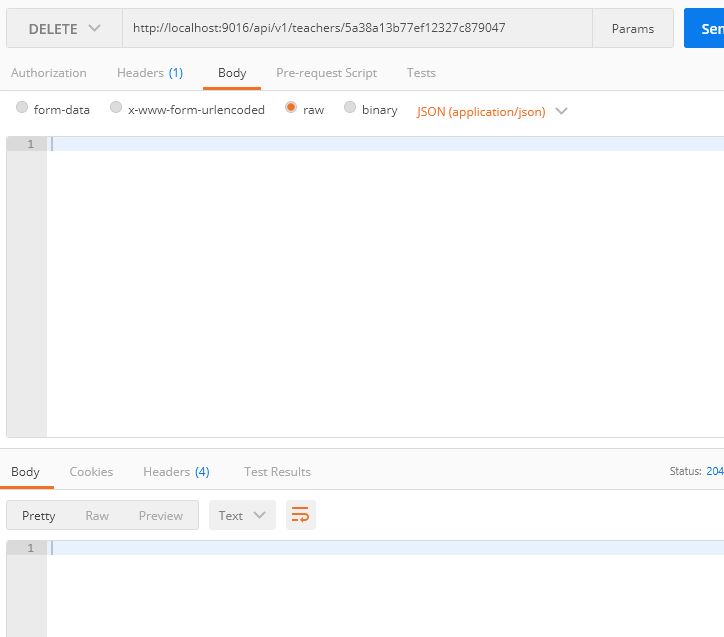 DELETE http://localhost:9016/api/v1/teachers/5a38a13b77ef12327c879047 Params Sen
Authorization Headers (1) Body Pre-request Script Tests
form-data x-www-form-urlencoded raw binary JSON (application/json)
1
Body Cookies Headers (4) Test Results Status: 204
Pretty Raw Preview Text
1